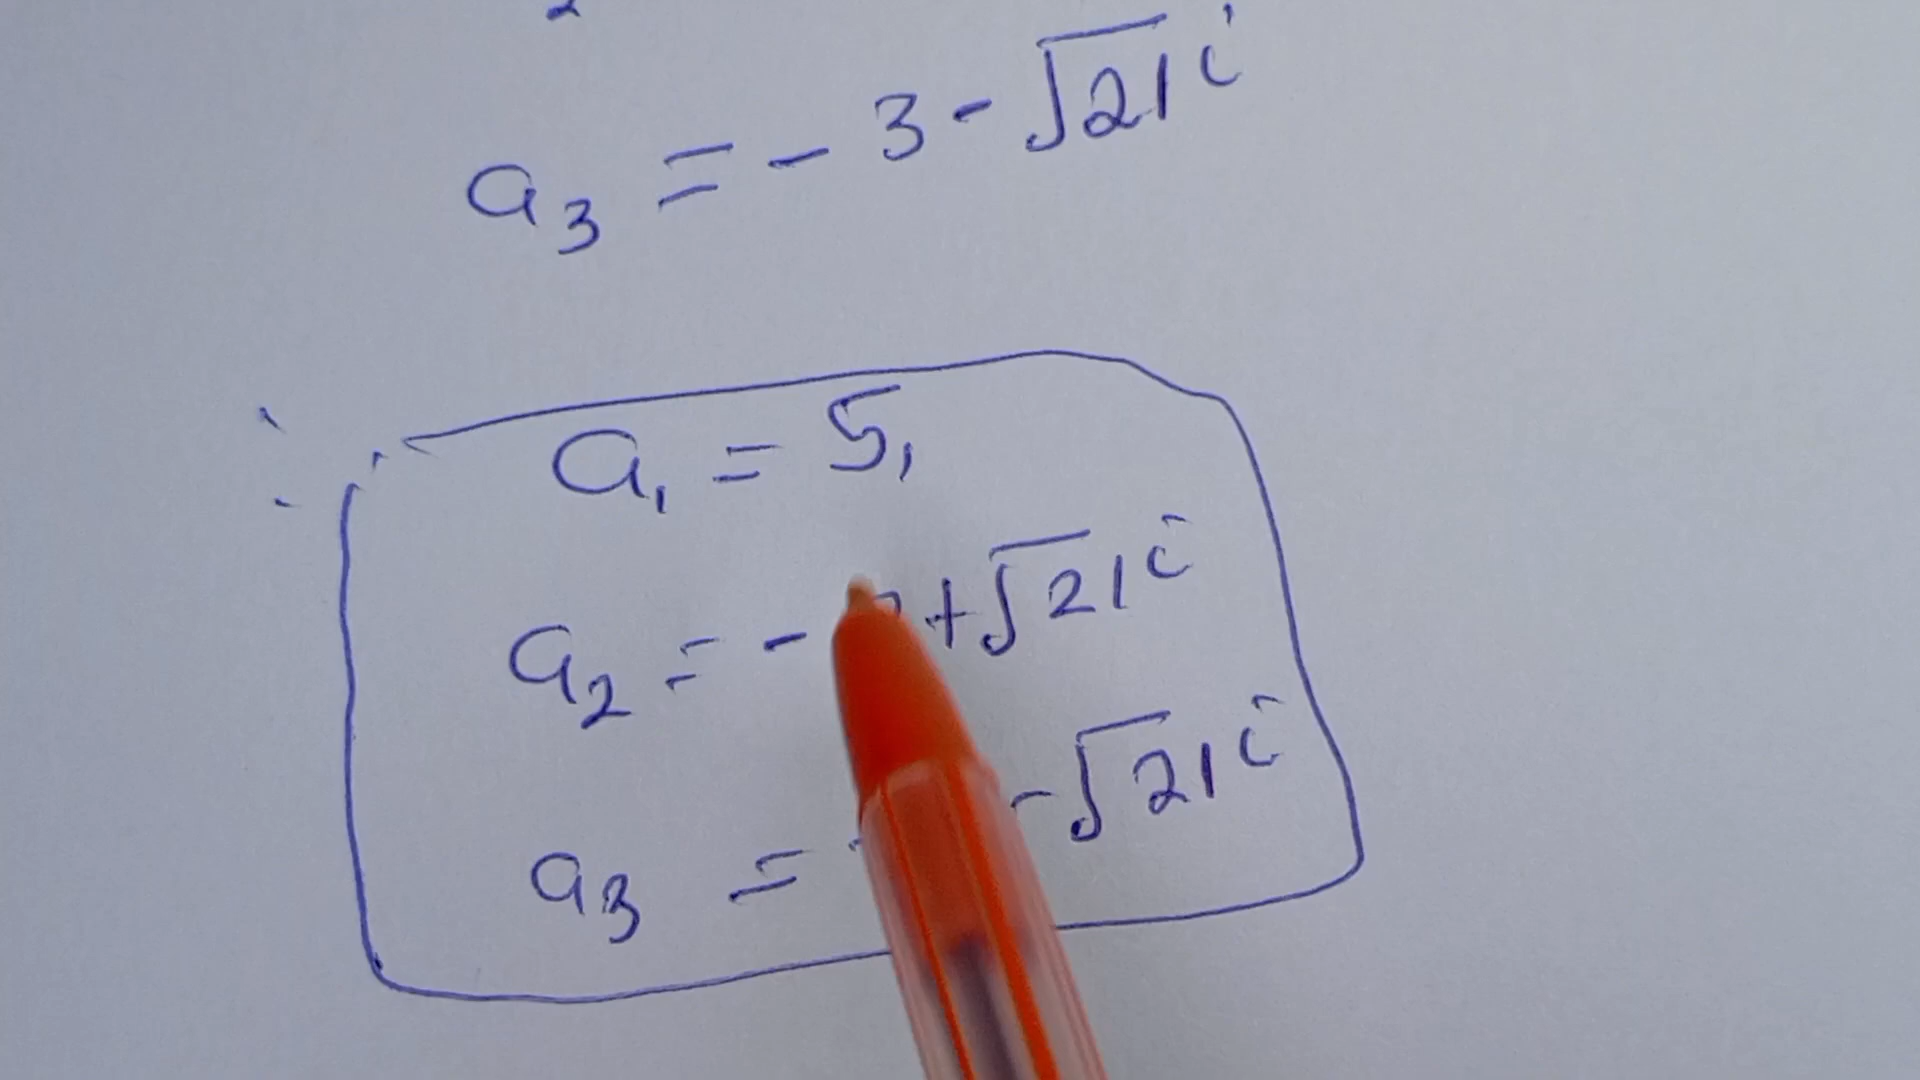 a₃ = - 3 - √21 i
∴ a₁ = 5,
a₂ = - + √21 i
a₃ = - - √21 i